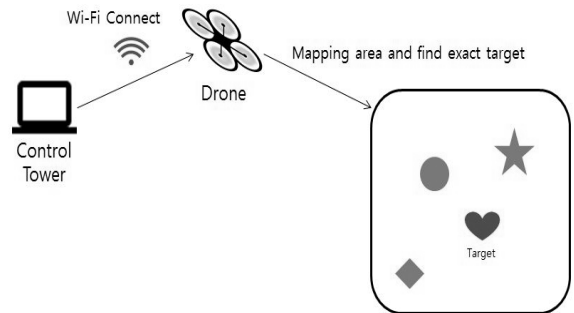 Wi-Fi Connect
Drone
Mapping area and find exact target
Control
Tower
Target